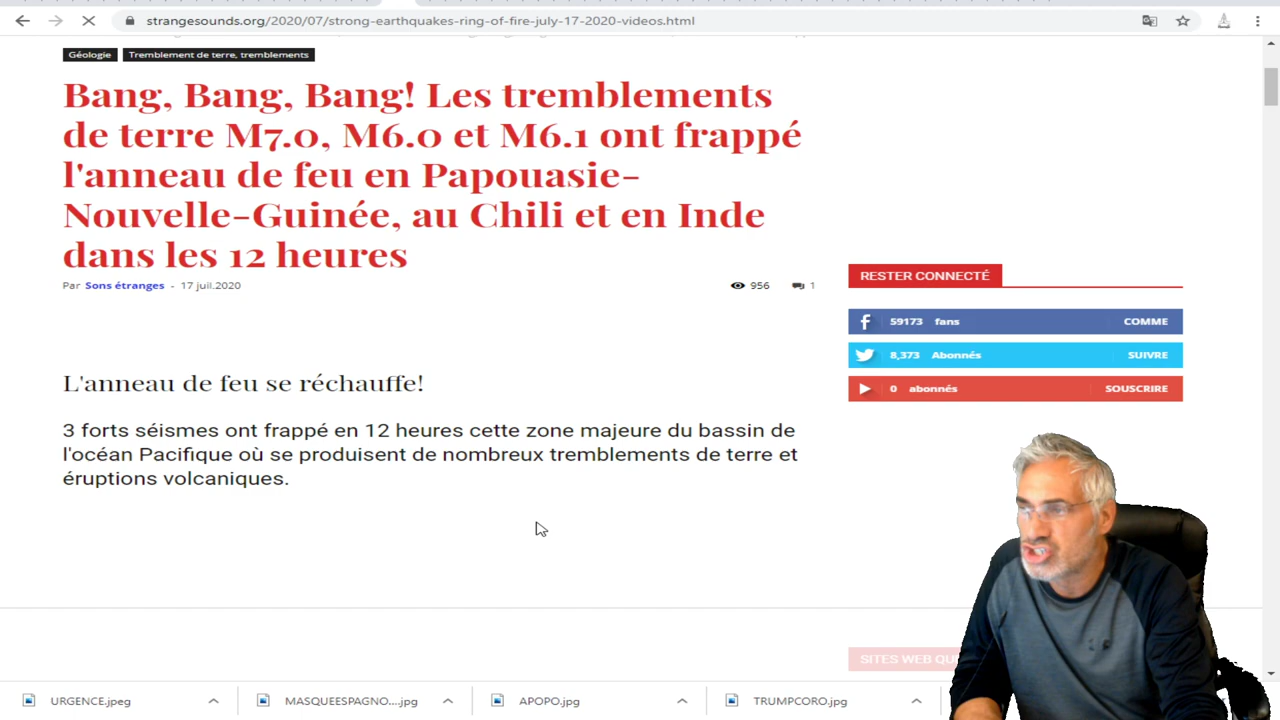 strangesounds.org/2020/07/strong-earthquakes-ring-of-fire-july-17-2020-videos.html
Géologie Tremblement de terre, tremblements
Bang, Bang, Bang! Les tremblements
de terre M7.0, M6.0 et M6.1 ont frappé
l'anneau de feu en Papouasie-
Nouvelle-Guinée, au Chili et en Inde
dans les 12 heures
Par Sons étranges - 17 juil.2020 956 1
RESTER CONNECTÉ
59173 fans COMME
8,373 Abonnés SUIVRE
0 abonnés SOUSCRIRE
L'anneau de feu se réchauffe!
3 forts séismes ont frappé en 12 heures cette zone majeure du bassin de
l'océan Pacifique où se produisent de nombreux tremblements de terre et
éruptions volcaniques.
SITES WEB
URGENCE.jpeg MASQUEESPAGNO....jpg APOPO.jpg TRUMPCORO.jpg